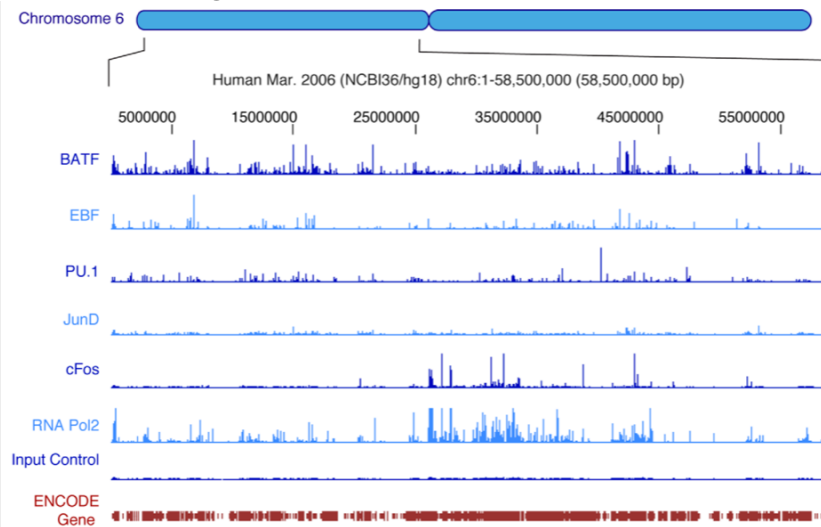 Chromosome 6
Human Mar. 2006 (NCBI36/hg18) chr6:1-58,500,000 (58,500,000 bp)
5000000 15000000 25000000 35000000 45000000 55000000
BATF
EBF
PU.1
JunD
cFos
RNA Pol2
Input Control
ENCODE
Gene